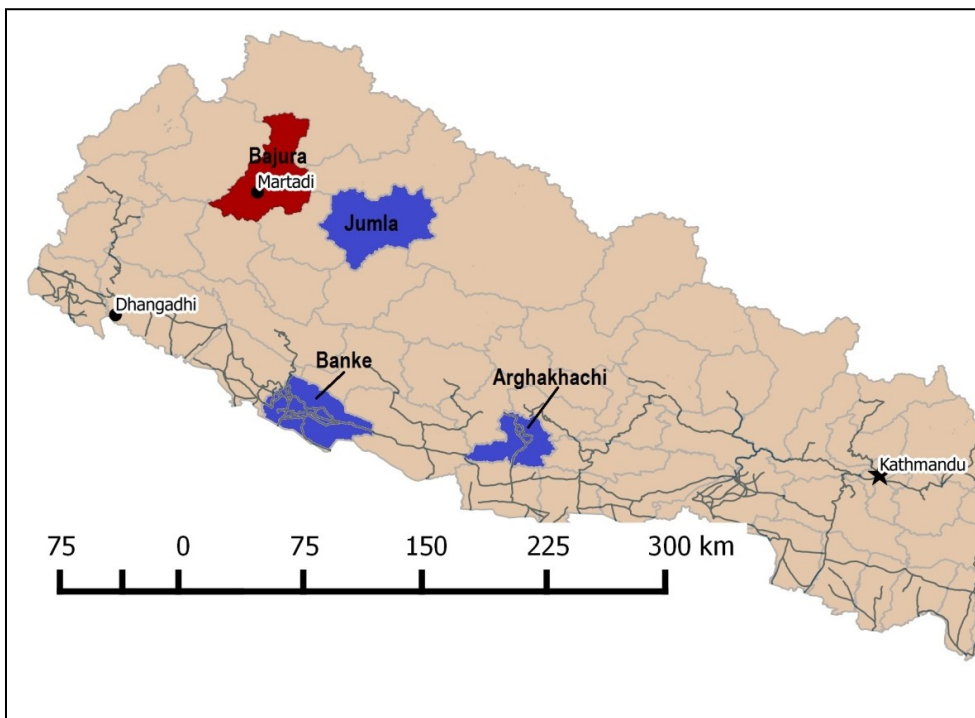 Bajura
Martadi
Jumla
Dhangadhi
Banke
Arghakhachi
Kathmandu
75 0 75 150 225 300 km